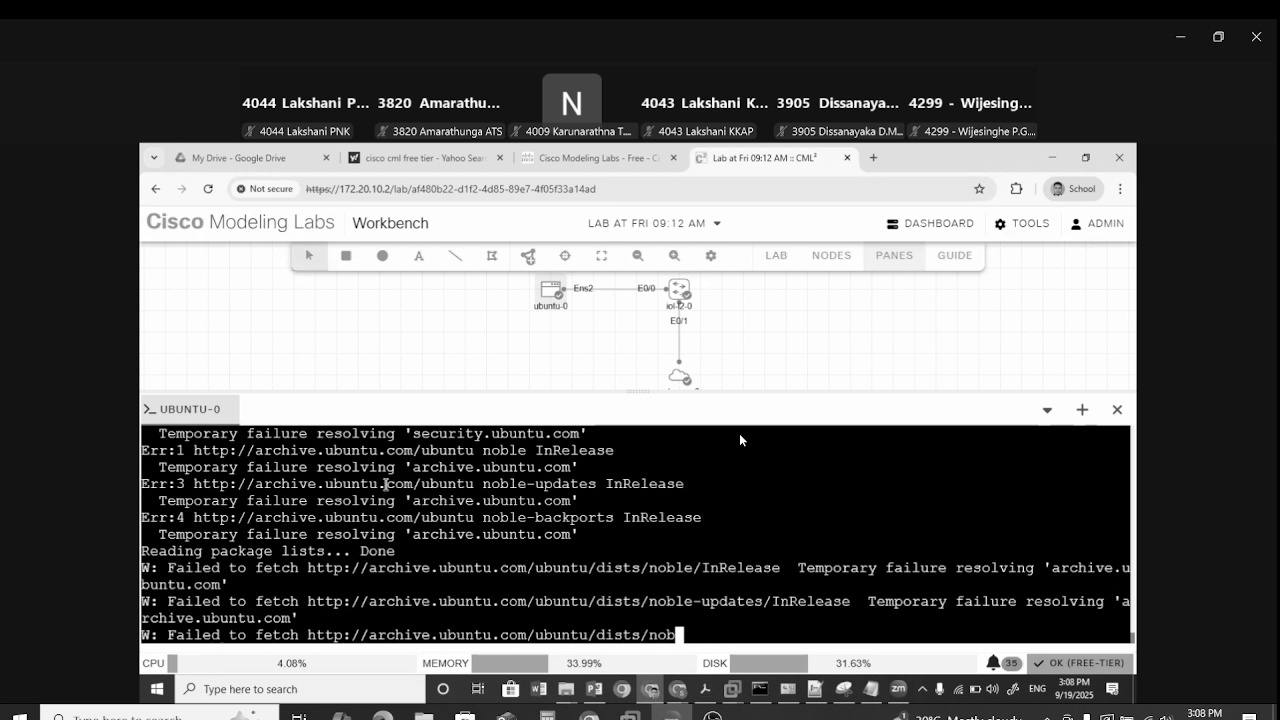 4044 Lakshani P... 3820 Amarathu... N 4043 Lakshani K... 3905 Dissanaya... 4299 - Wijesing...
4044 Lakshani PNK 3820 Amarathunga ATS 4009 Karunarathna T... 4043 Lakshani KKAP 3905 Dissanayaka D.M... 4299 - Wijesinghe P.G....
My Drive - Google Drive cisco cml free tier - Yahoo Sear Cisco Modeling Labs - Free - Ci Lab at Fri 09:12 AM :: CML²
Not secure https://172.20.10.2/lab/af480b22-d1f2-4d85-89e7-4f05f33a14ad School
Cisco Modeling Labs Workbench LAB AT FRI 09:12 AM DASHBOARD TOOLS ADMIN
A LAB NODES PANES GUIDE
Ens2 E0/0
ubuntu-0 iol-l2-0
E0/1
UBUNTU-0
Temporary failure resolving 'security.ubuntu.com'
Err:1 http://archive.ubuntu.com/ubuntu noble InRelease
Temporary failure resolving 'archive.ubuntu.com'
Err:3 http://archive.ubuntu.com/ubuntu noble-updates InRelease
Temporary failure resolving 'archive.ubuntu.com'
Err:4 http://archive.ubuntu.com/ubuntu noble-backports InRelease
Temporary failure resolving 'archive.ubuntu.com'
Reading package lists... Done
W: Failed to fetch http://archive.ubuntu.com/ubuntu/dists/noble/InRelease  Temporary failure resolving 'archive.u
buntu.com'
W: Failed to fetch http://archive.ubuntu.com/ubuntu/dists/noble-updates/InRelease  Temporary failure resolving 'a
rchive.ubuntu.com'
W: Failed to fetch http://archive.ubuntu.com/ubuntu/dists/nob
CPU 4.08% MEMORY 33.99% DISK 31.63% 35 OK (FREE-TIER)
Type here to search ENG 3:08 PM
9/19/2025
Type here to search Mostly cloudy 3:08 PM